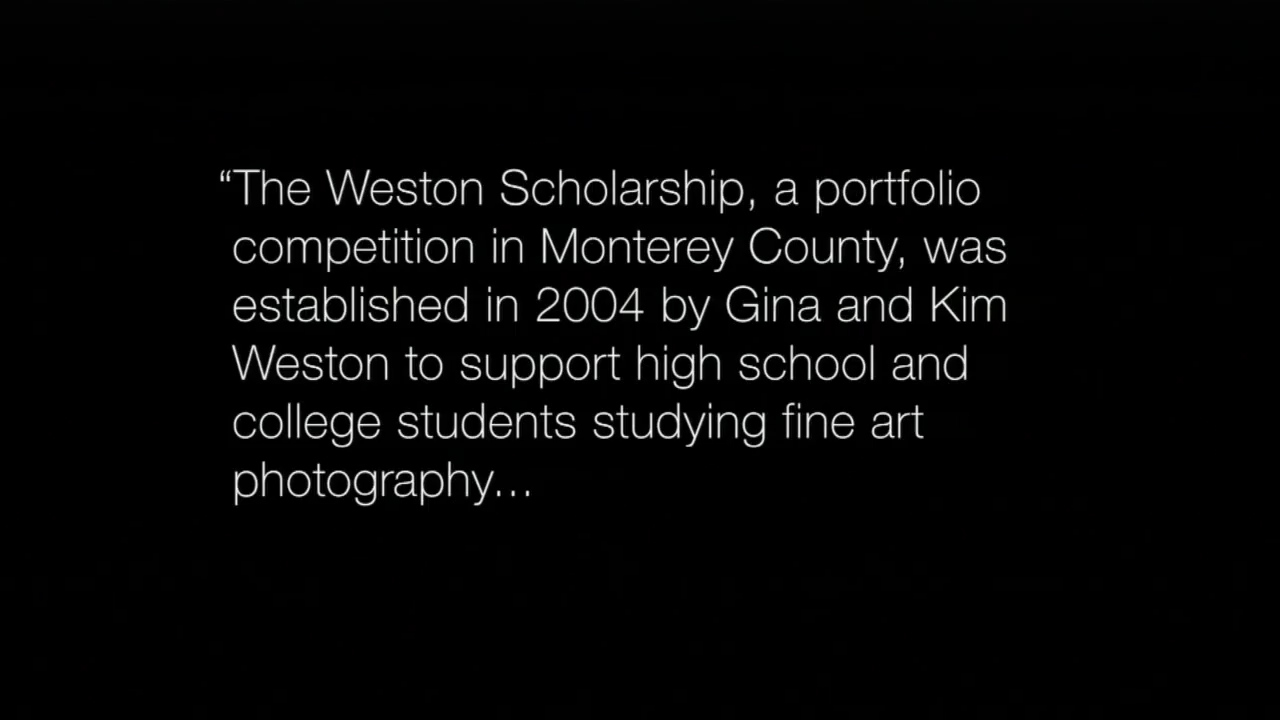 “The Weston Scholarship, a portfolio
competition in Monterey County, was
established in 2004 by Gina and Kim
Weston to support high school and
college students studying fine art
photography...